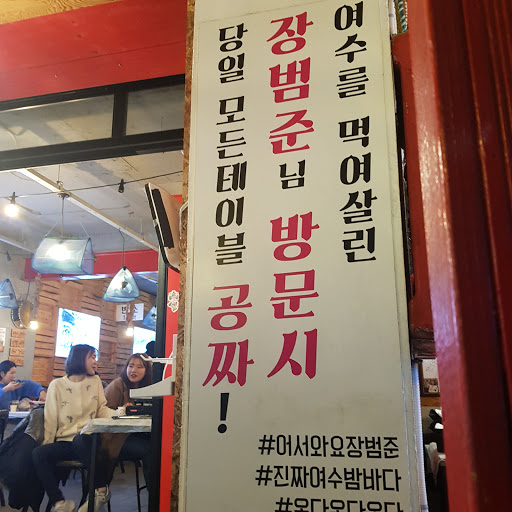 여수를 먹여살린
장범준님 방문시
당일 모든테이블 공짜!
#어서와요장범준
#진짜여수밤바다